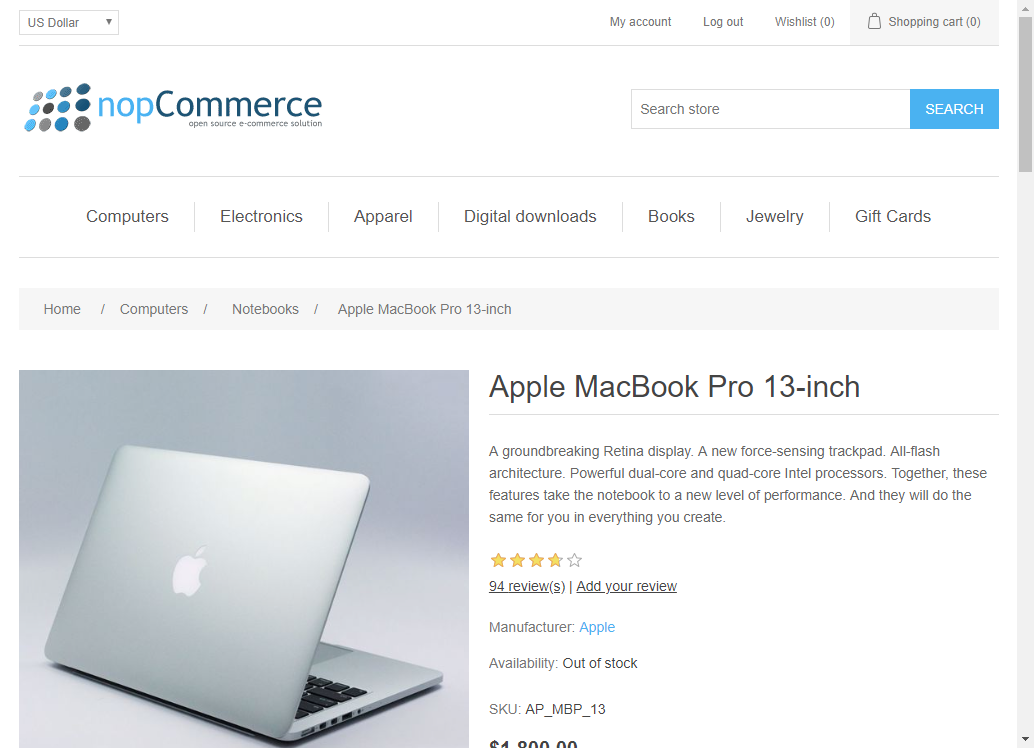 US Dollar
My account
Log out
Wishlist (0)
Shopping cart (0)
nopCommerce
open source e-commerce solution
Search store
SEARCH
Computers
Electronics
Apparel
Digital downloads
Books
Jewelry
Gift Cards
Home / Computers / Notebooks / Apple MacBook Pro 13-inch
Apple MacBook Pro 13-inch
A groundbreaking Retina display. A new force-sensing trackpad. All-flash
architecture. Powerful dual-core and quad-core Intel processors. Together, these
features take the notebook to a new level of performance. And they will do the
same for you in everything you create.
94 review(s) | Add your review
Manufacturer: Apple
Availability: Out of stock
SKU: AP_MBP_13
$1,800.00